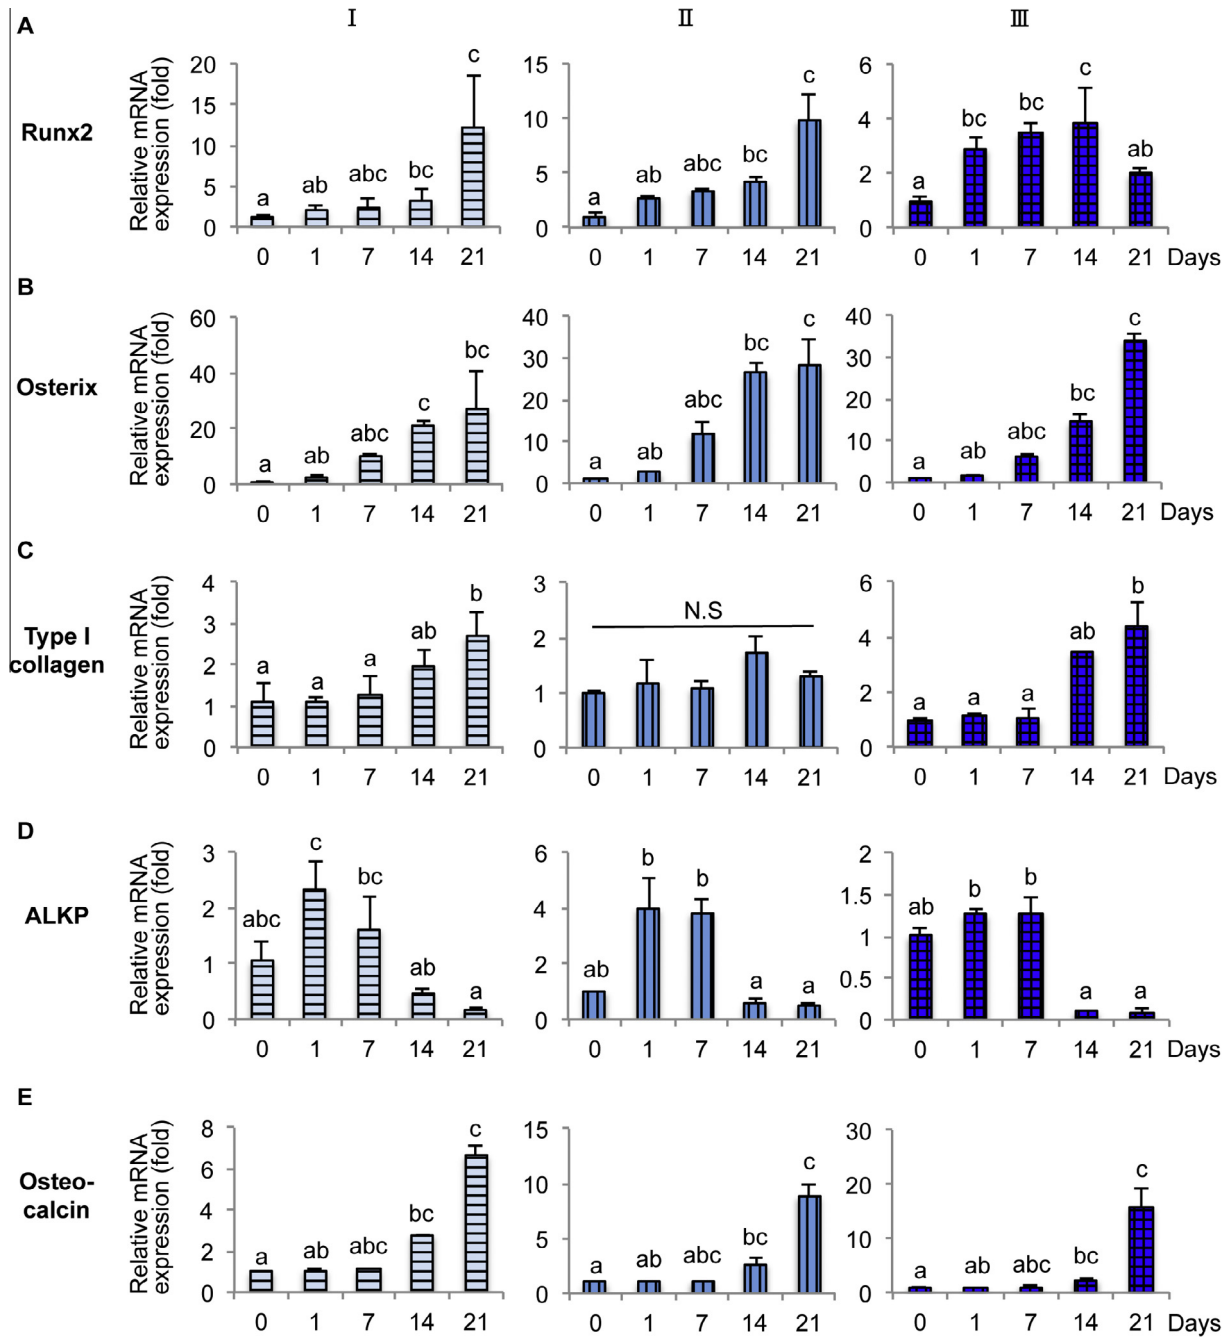 A
I
II
III
Runx2
Relative mRNA
expression (fold)
20
15
10
5
0
a
ab
abc
bc
c
0 1 7 14 21
15
10
5
0
a
ab
abc
bc
c
0 1 7 14 21
6
4
2
0
a
bc
bc
c
ab
0 1 7 14 21 Days
B
Osterix
Relative mRNA
expression (fold)
60
40
20
0
a
ab
abc
c
bc
0 1 7 14 21
40
30
20
10
0
a
ab
abc
bc
c
0 1 7 14 21
40
30
20
10
0
a
ab
abc
bc
c
0 1 7 14 21 Days
C
Type I
collagen
Relative mRNA
expression (fold)
4
3
2
1
0
a
a
a
ab
b
0 1 7 14 21
3
2
1
0
N.S
0 1 7 14 21
6
4
2
0
a
a
a
ab
b
0 1 7 14 21 Days
D
ALKP
Relative mRNA
expression (fold)
3
2
1
0
abc
c
bc
ab
a
0 1 7 14 21
6
4
2
0
ab
b
b
a
a
0 1 7 14 21
2
1.5
1
0.5
0
ab
b
b
a
a
0 1 7 14 21 Days
E
Osteo-
calcin
Relative mRNA
expression (fold)
8
6
4
2
0
a
ab
abc
bc
c
0 1 7 14 21
15
10
5
0
a
ab
abc
bc
c
0 1 7 14 21
30
20
10
0
a
ab
abc
bc
c
0 1 7 14 21 Days